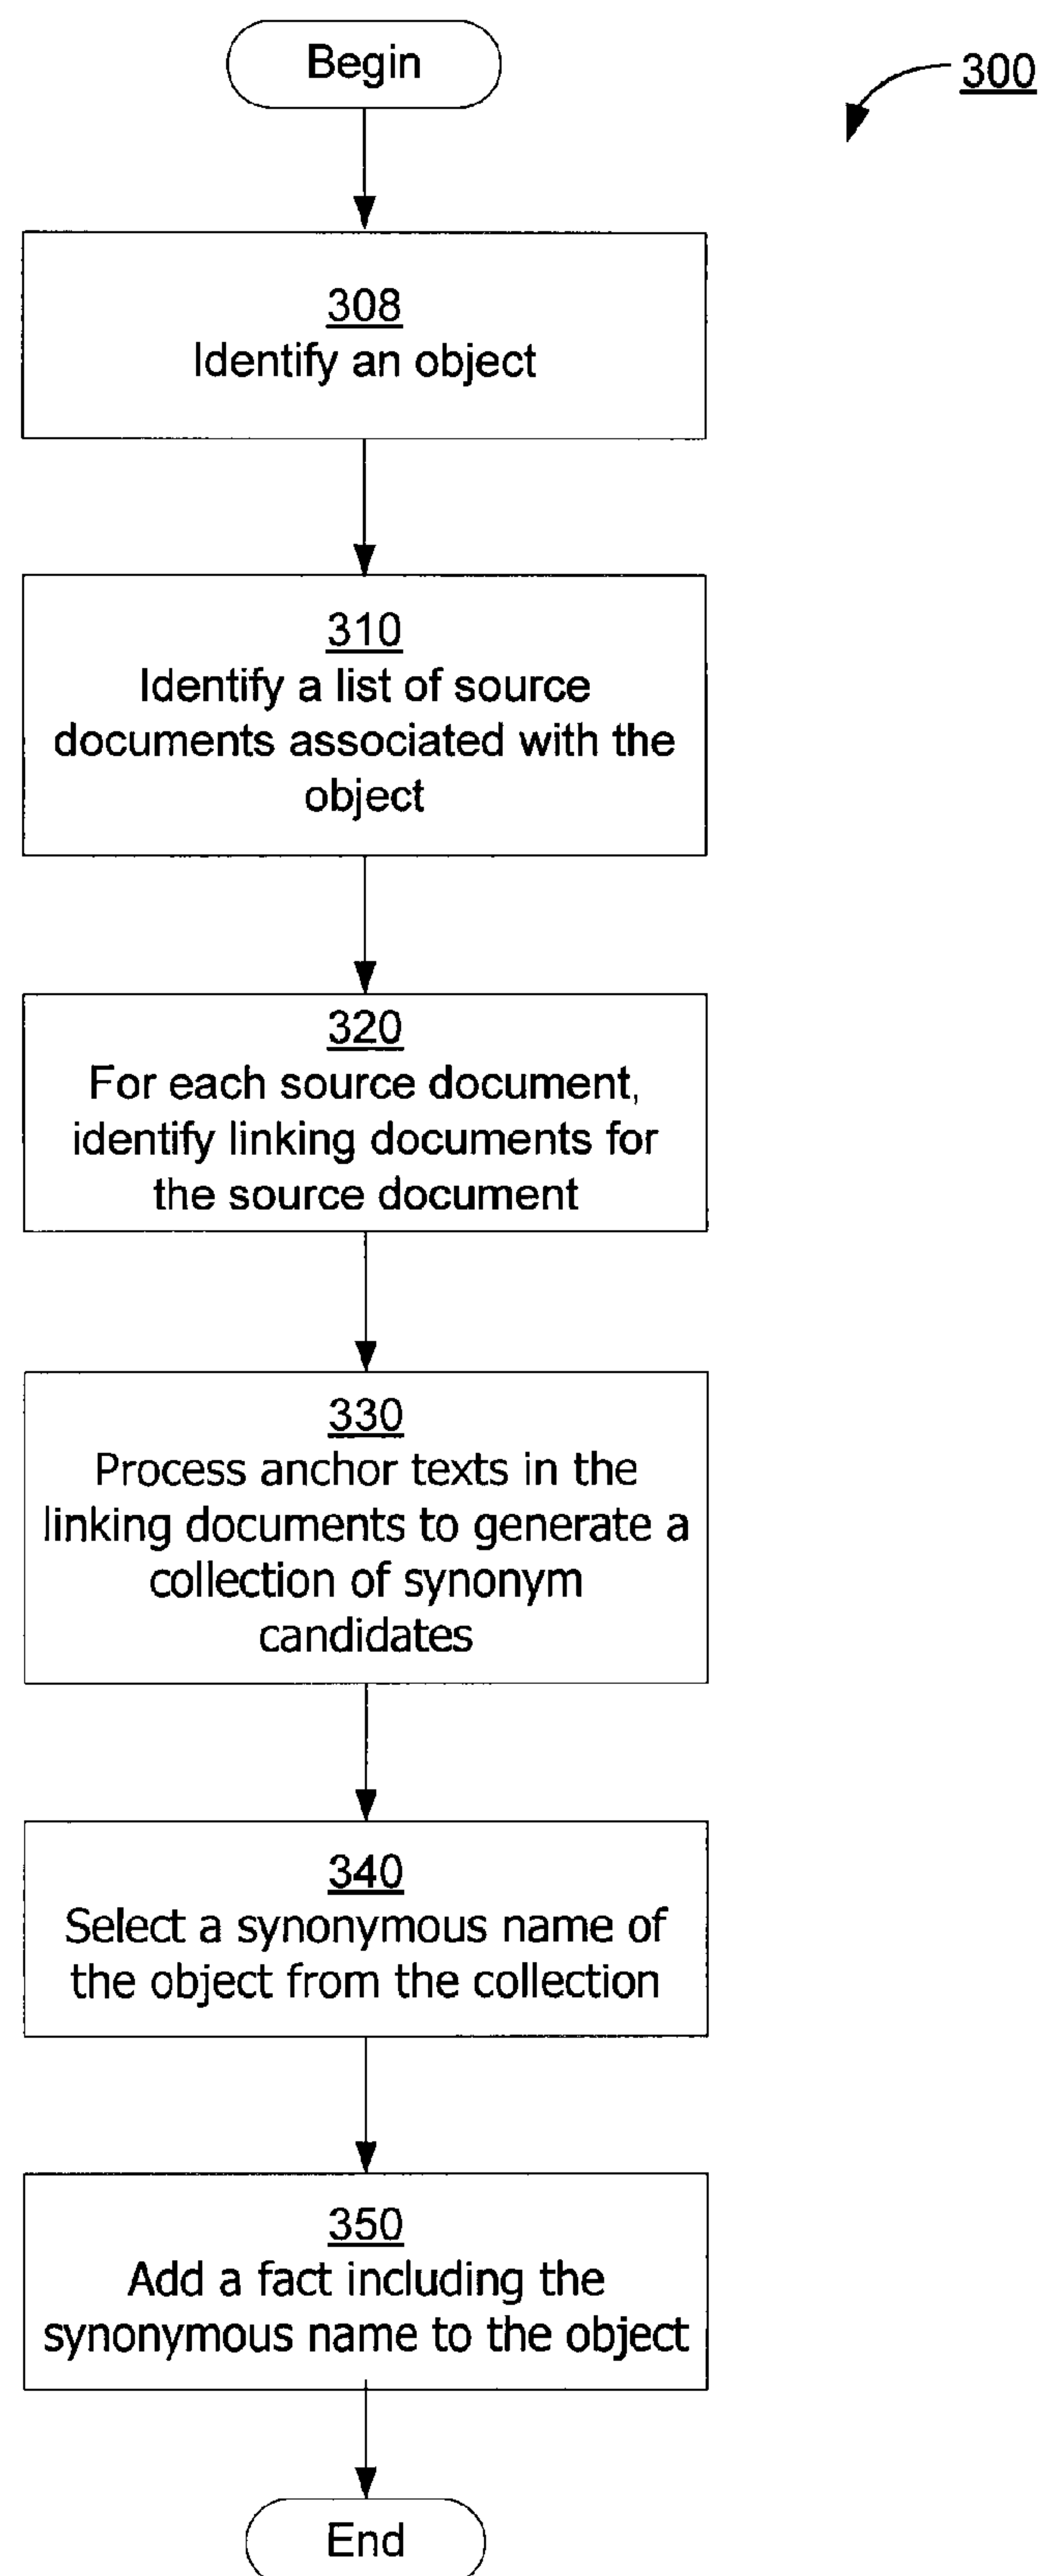 Begin
300
308
Identify an object
310
Identify a list of source
documents associated with the
object
320
For each source document,
identify linking documents for
the source document
330
Process anchor texts in the
linking documents to generate a
collection of synonym
candidates
340
Select a synonymous name of
the object from the collection
350
Add a fact including the
synonymous name to the object
End